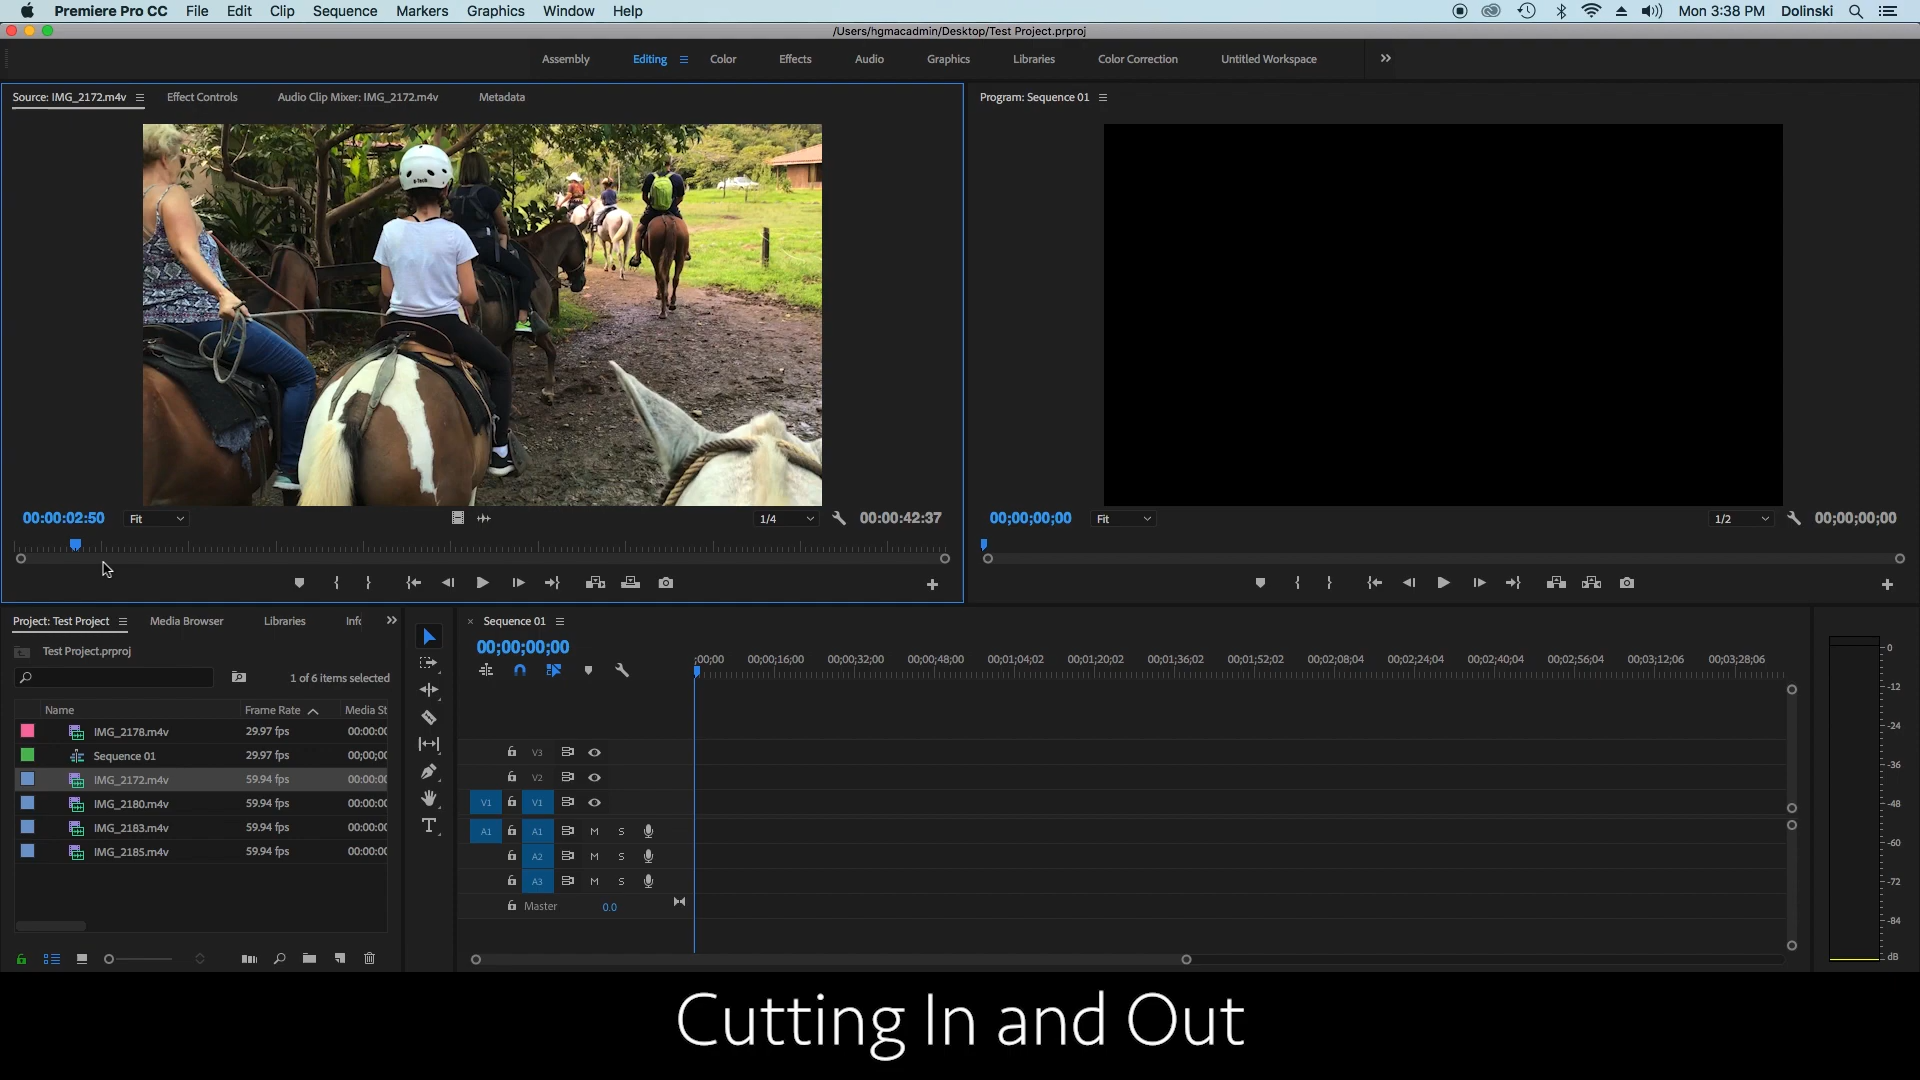 Premiere Pro CC File Edit Clip Sequence Markers Graphics Window Help Mon 3:38 PM Dolinski
/Users/hgmacadmin/Desktop/Test Project.prproj
Assembly Editing Color Effects Audio Graphics Libraries Color Correction Untitled Workspace
Source: IMG_2172.m4v Effect Controls Audio Clip Mixer: IMG_2172.m4v Metadata
Program: Sequence 01
00:00:02:50 Fit 1/4 00:00:42:37
00;00;00;00 Fit 1/2 00;00;00;00
Project: Test Project Media Browser Libraries Info
Test Project.prproj
1 of 6 items selected
Name Frame Rate Media St
IMG_2178.m4v 29.97 fps 00:00:00
Sequence 01 29.97 fps 00;00;00
IMG_2172.m4v 59.94 fps 00:00:00
IMG_2180.m4v 59.94 fps 00:00:00
IMG_2183.m4v 59.94 fps 00:00:00
IMG_2185.m4v 59.94 fps 00:00:00
× Sequence 01
00;00;00;00
;00;00 00;00;16;00 00;00;32;00 00;00;48;00 00;01;04;02 00;01;20;02 00;01;36;02 00;01;52;02 00;02;08;04 00;02;24;04 00;02;40;04 00;02;56;04 00;03;12;06 00;03;28;06
V3
V2
V1 V1
A1 A1 M S
A2 M S
A3 M S
Master 0.0
0
-12
-24
-36
-48
-60
-72
-84
dB
Cutting In and Out